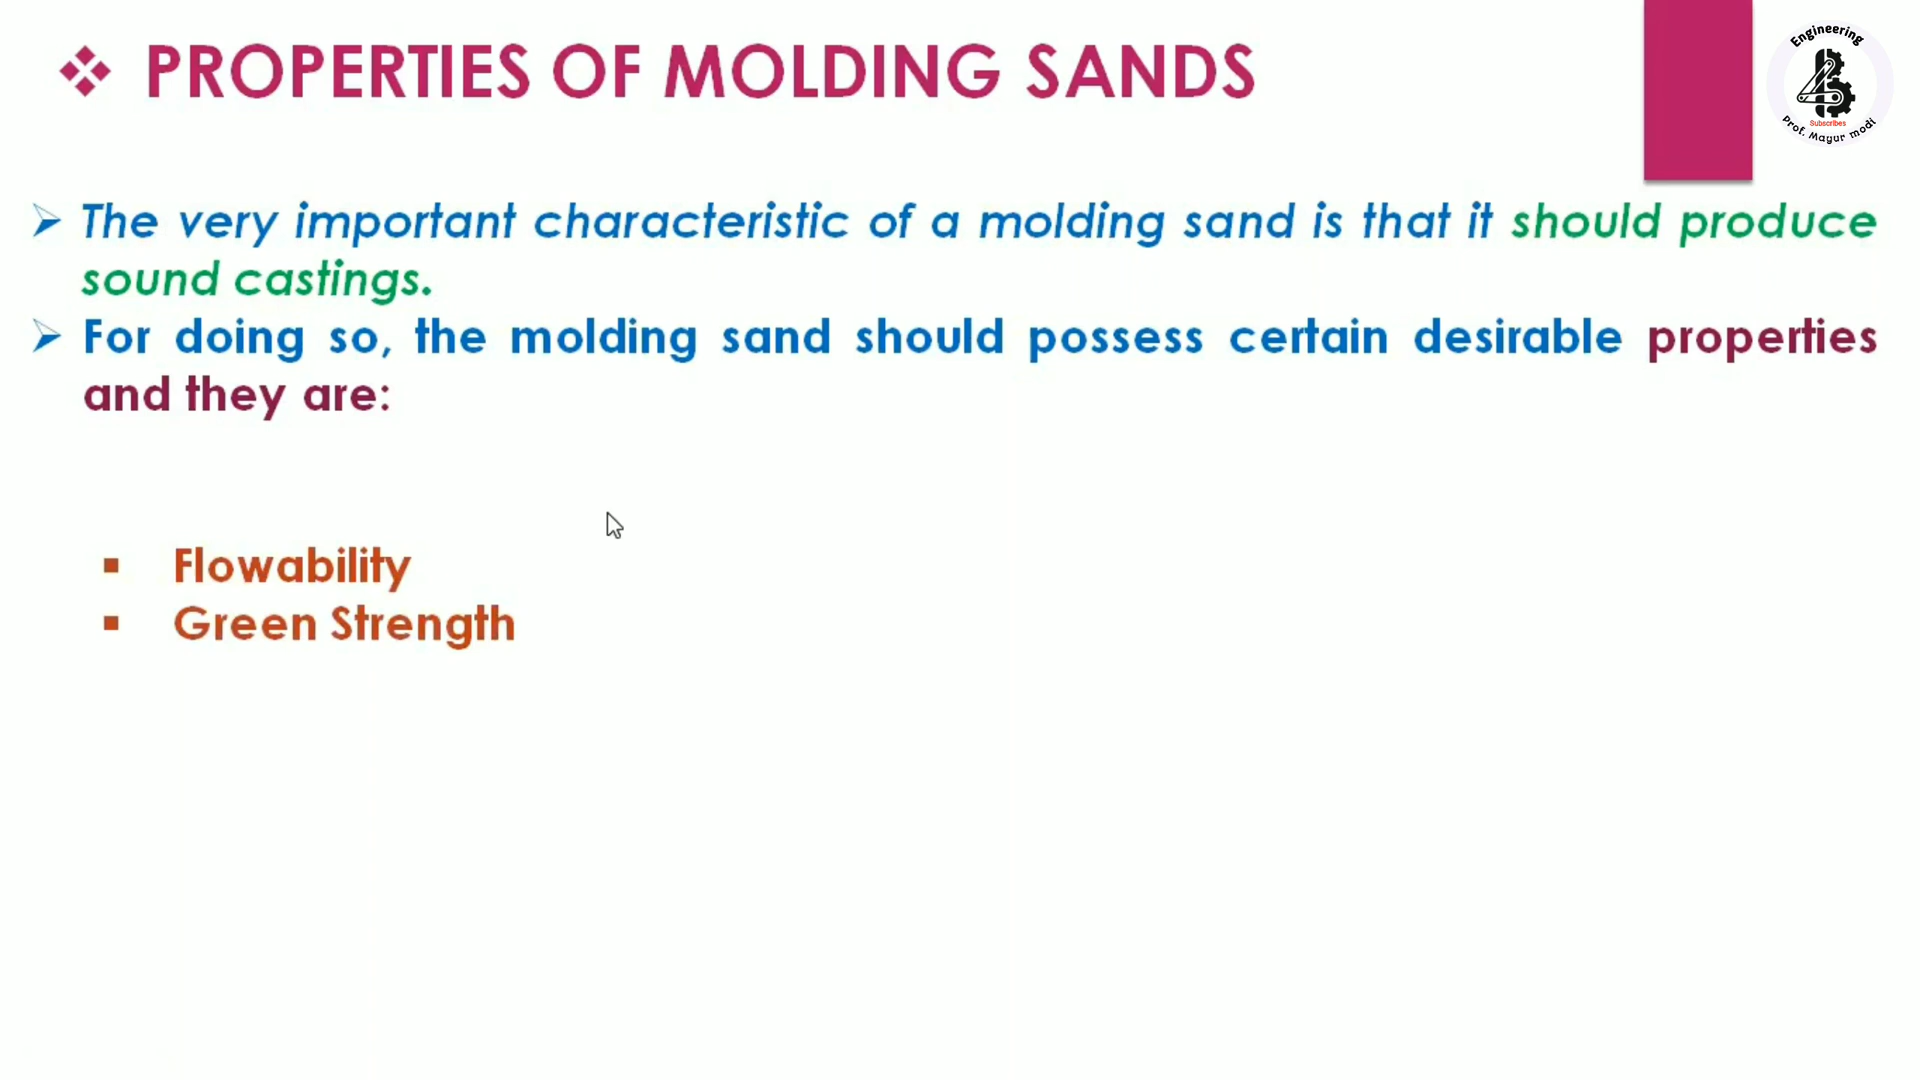 PROPERTIES OF MOLDING SANDS
Engineering
Subscribes
Prof. Mayur modi
The very important characteristic of a molding sand is that it should produce
sound castings.
For doing so, the molding sand should possess certain desirable properties
and they are:
Flowability
Green Strength